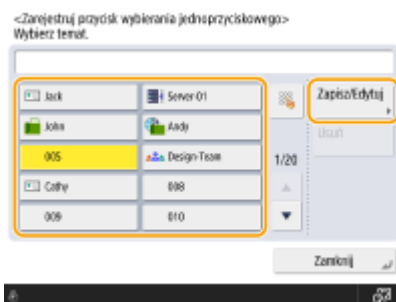 <Zarejestruj przycisk wybierania jednoprzyciskowego>
Wybierz temat.
Jack
Server 01
Zapisz/Edytuj
John
Andy
Usuń
005
Design Team
1/20
Cathy
008
009
010
Zamknij